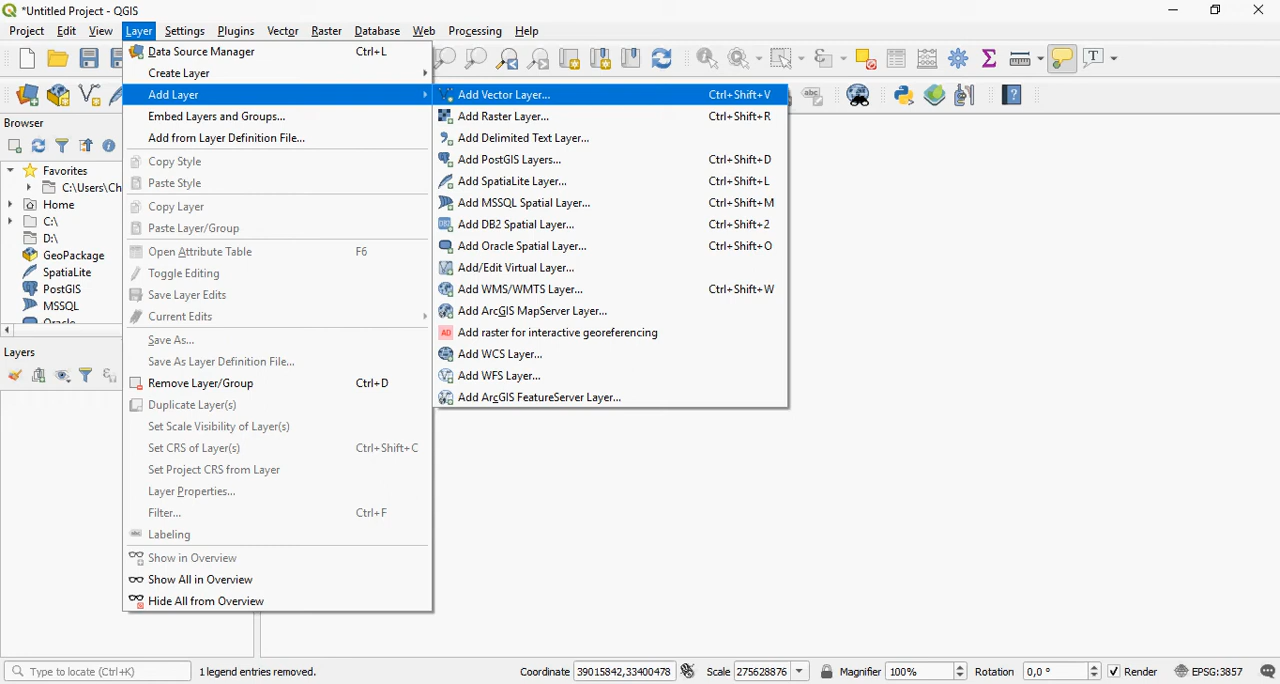 *Untitled Project - QGIS
Project Edit View Layer Settings Plugins Vector Raster Table Database Web Processing Help
Data Source Manager Ctrl+L
Create Layer
Add Layer
Embed Layers and Groups...
Add from Layer Definition File...
Copy Style
Paste Style
Copy Layer
Paste Layer/Group
Open Attribute Table F6
Toggle Editing
Save Layer Edits
Current Edits
Save As...
Save As Layer Definition File...
Remove Layer/Group Ctrl+D
Duplicate Layer(s)
Set Scale Visibility of Layer(s)
Set CRS of Layer(s) Ctrl+Shift+C
Set Project CRS from Layer
Layer Properties...
Filter... Ctrl+F
Labeling
Show in Overview
Show All in Overview
Hide All from Overview
Add Vector Layer... Ctrl+Shift+V
Add Raster Layer... Ctrl+Shift+R
Add Delimited Text Layer...
Add PostGIS Layers... Ctrl+Shift+D
Add SpatiaLite Layer... Ctrl+Shift+L
Add MSSQL Spatial Layer... Ctrl+Shift+M
Add DB2 Spatial Layer... Ctrl+Shift+2
Add Oracle Spatial Layer... Ctrl+Shift+O
Add/Edit Virtual Layer...
Add WMS/WMTS Layer... Ctrl+Shift+W
Add ArcGIS MapServer Layer...
AD Add raster for interactive georeferencing
Add WCS Layer...
Add WFS Layer...
Add ArcGIS FeatureServer Layer...
Browser
Favorites
C:\Users\Ch
Home
C:\
D:\
GeoPackage
SpatiaLite
PostGIS
MSSQL
Oracle
Layers
Type to locate (Ctrl+K) 1 legend entries removed. Coordinate 39015842,33400478 Scale 275628876 Magnifier 100% Rotation 0,0 ° Render EPSG:3857